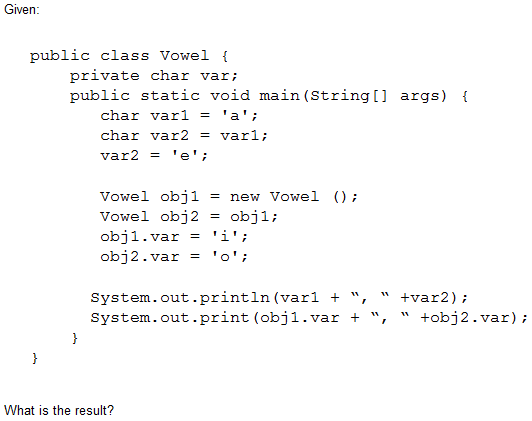 Given:
public class Vowel {
private char var;
public static void main(String[] args) {
char var1 = 'a';
char var2 = var1;
var2 = 'e';
Vowel obj1 = new Vowel ();
Vowel obj2 = obj1;
obj1.var = 'i';
obj2.var = 'o';
System.out.println(var1 + “, “ +var2);
System.out.print(obj1.var + “, “ +obj2.var);
}
}
What is the result?